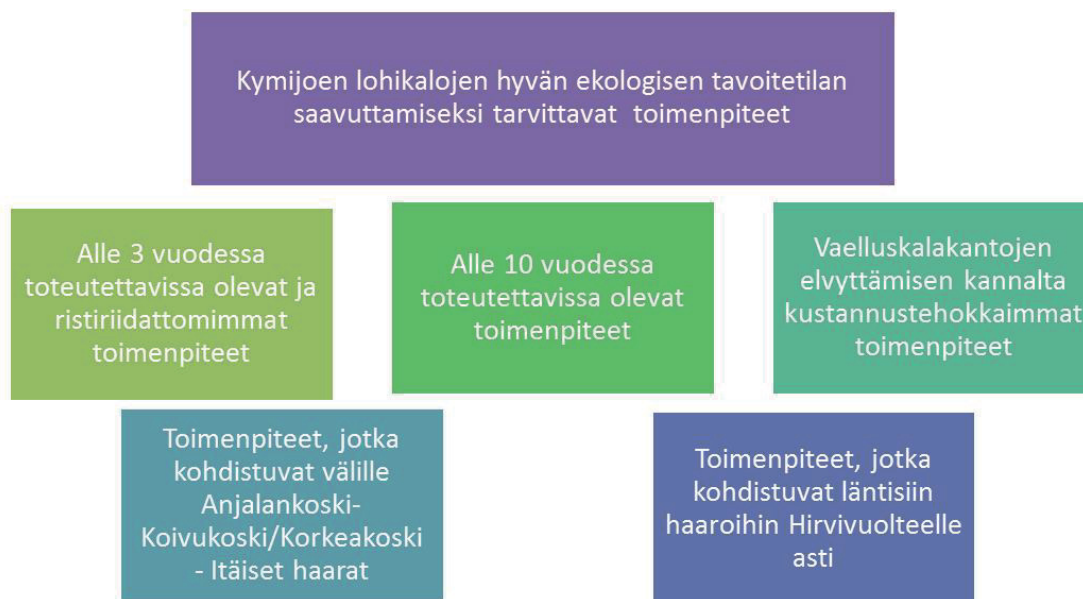 Kymijoen lohikalojen hyvän ekologisen tavoitetilan
saavuttamiseksi tarvittavat toimenpiteet
Alle 3 vuodessa
toteutettavissa olevat ja
ristiriidattomimmat
toimenpiteet
Alle 10 vuodessa
toteutettavissa olevat
toimenpiteet
Vaelluskalakantojen
elvyttämisen kannalta
kustannustehokkaimmat
toimenpiteet
Toimenpiteet, jotka
kohdistuvat välille
Anjalankoski-
Koivukoski/Korkeakoski
- Itäiset haarat
Toimenpiteet, jotka
kohdistuvat läntisiin
haaroihin Hirvivuolteelle
asti